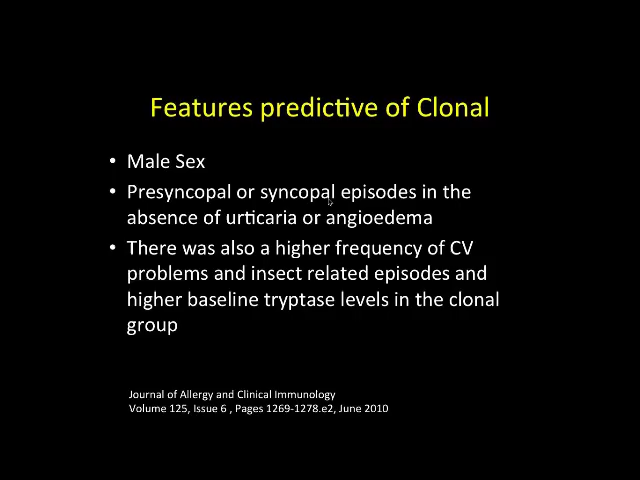 Features predictive of Clonal
• Male Sex
• Presyncopal or syncopal episodes in the
absence of urticaria or angioedema
• There was also a higher frequency of CV
problems and insect related episodes and
higher baseline tryptase levels in the clonal
group
Journal of Allergy and Clinical Immunology
Volume 125, Issue 6 , Pages 1269-1278.e2, June 2010